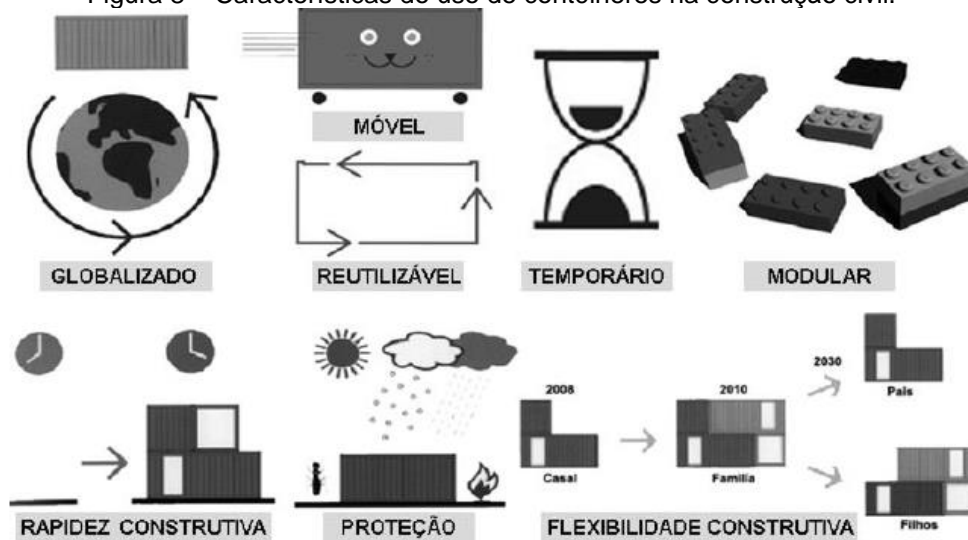 MÓVEL
GLOBALIZADO
REUTILIZÁVEL
TEMPORÁRIO
MODULAR
2008
2010
2030
Casal
Família
Pais
Filhos
RAPIDEZ CONSTRUTIVA
PROTEÇÃO
FLEXIBILIDADE CONSTRUTIVA